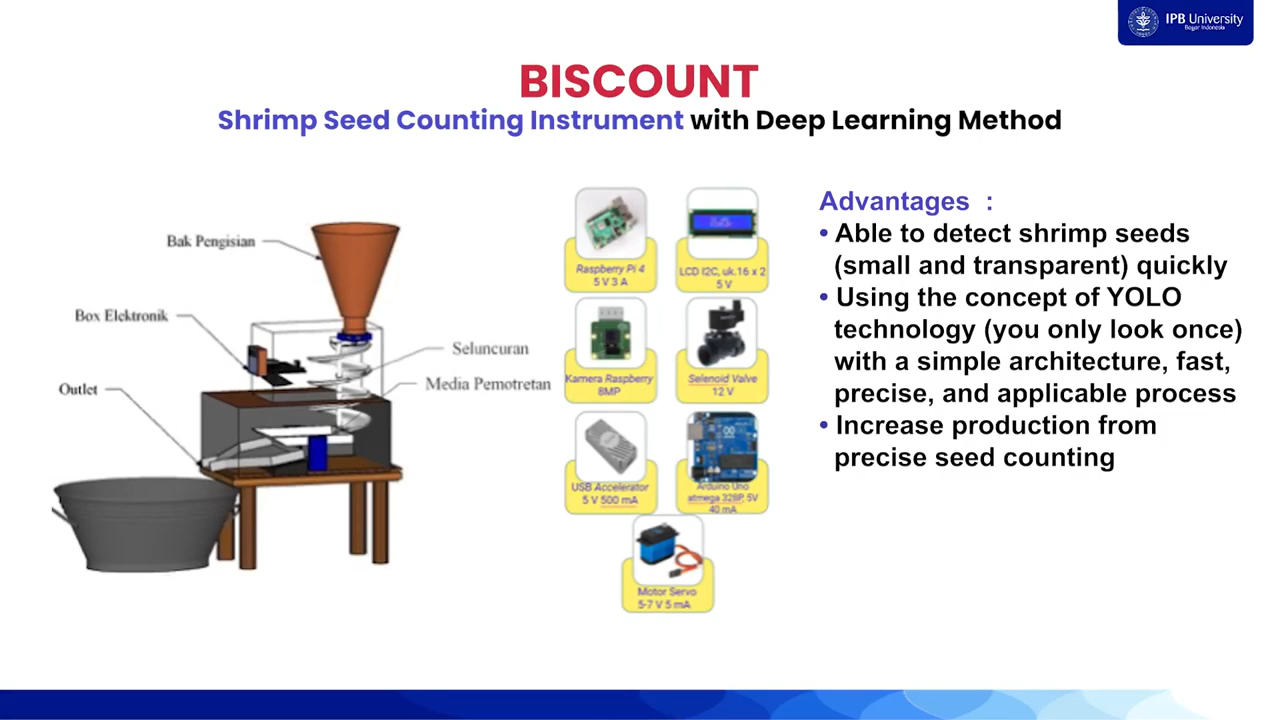 IPB University
Bogor Indonesia
BISCOUNT
Shrimp Seed Counting Instrument with Deep Learning Method
Bak Pengisian
Box Elektronik
Outlet
Seluncuran
Media Pemotretan
Raspberry Pi 4
5 V 3 A
LCD I2C, uk.16 x 2
5 V
Kamera Raspberry
8MP
Selenoid Valve
12 V
USB Accelerator
5 V 500 mA
Arduino Uno
atmega 328P, 5V
40 mA
Motor Servo
5-7 V 5 mA
Advantages :
• Able to detect shrimp seeds
(small and transparent) quickly
• Using the concept of YOLO
technology (you only look once)
with a simple architecture, fast,
precise, and applicable process
• Increase production from
precise seed counting